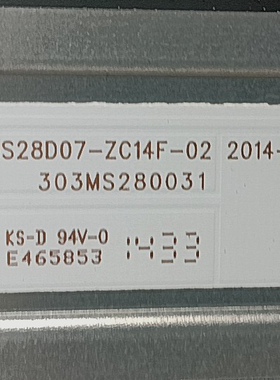 S28D07-ZC14F-02 2014-
303MS280031
KS-D 94V-0
E465853
1433